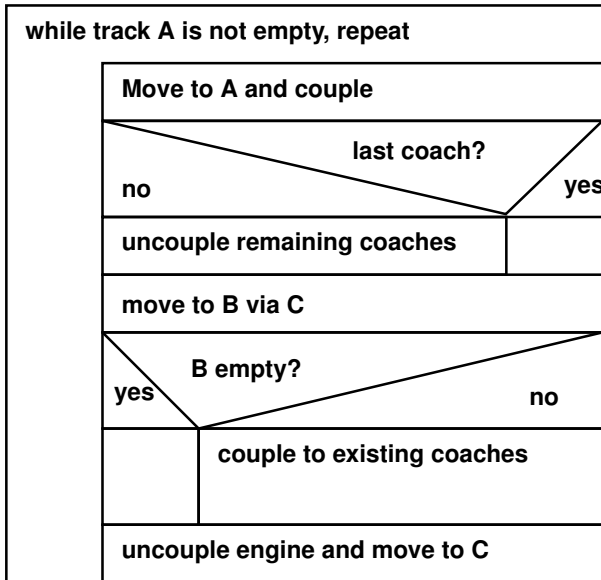 while track A is not empty, repeat
Move to A and couple
last coach?
no
yes
uncouple remaining coaches
move to B via C
B empty?
yes
no
couple to existing coaches
uncouple engine and move to C